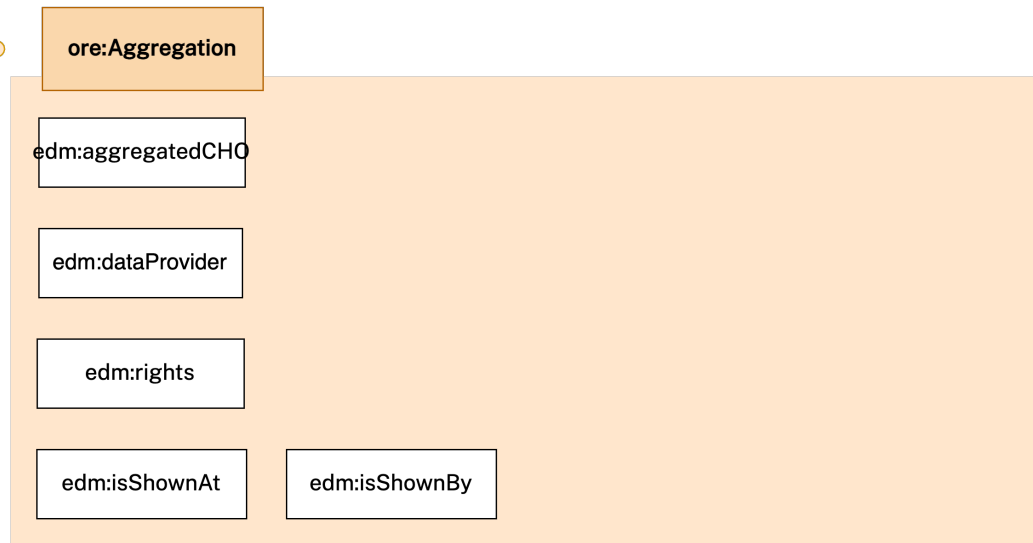 ore:Aggregation
edm:aggregatedCHO
edm:dataProvider
edm:rights
edm:isShownAt edm:isShownBy